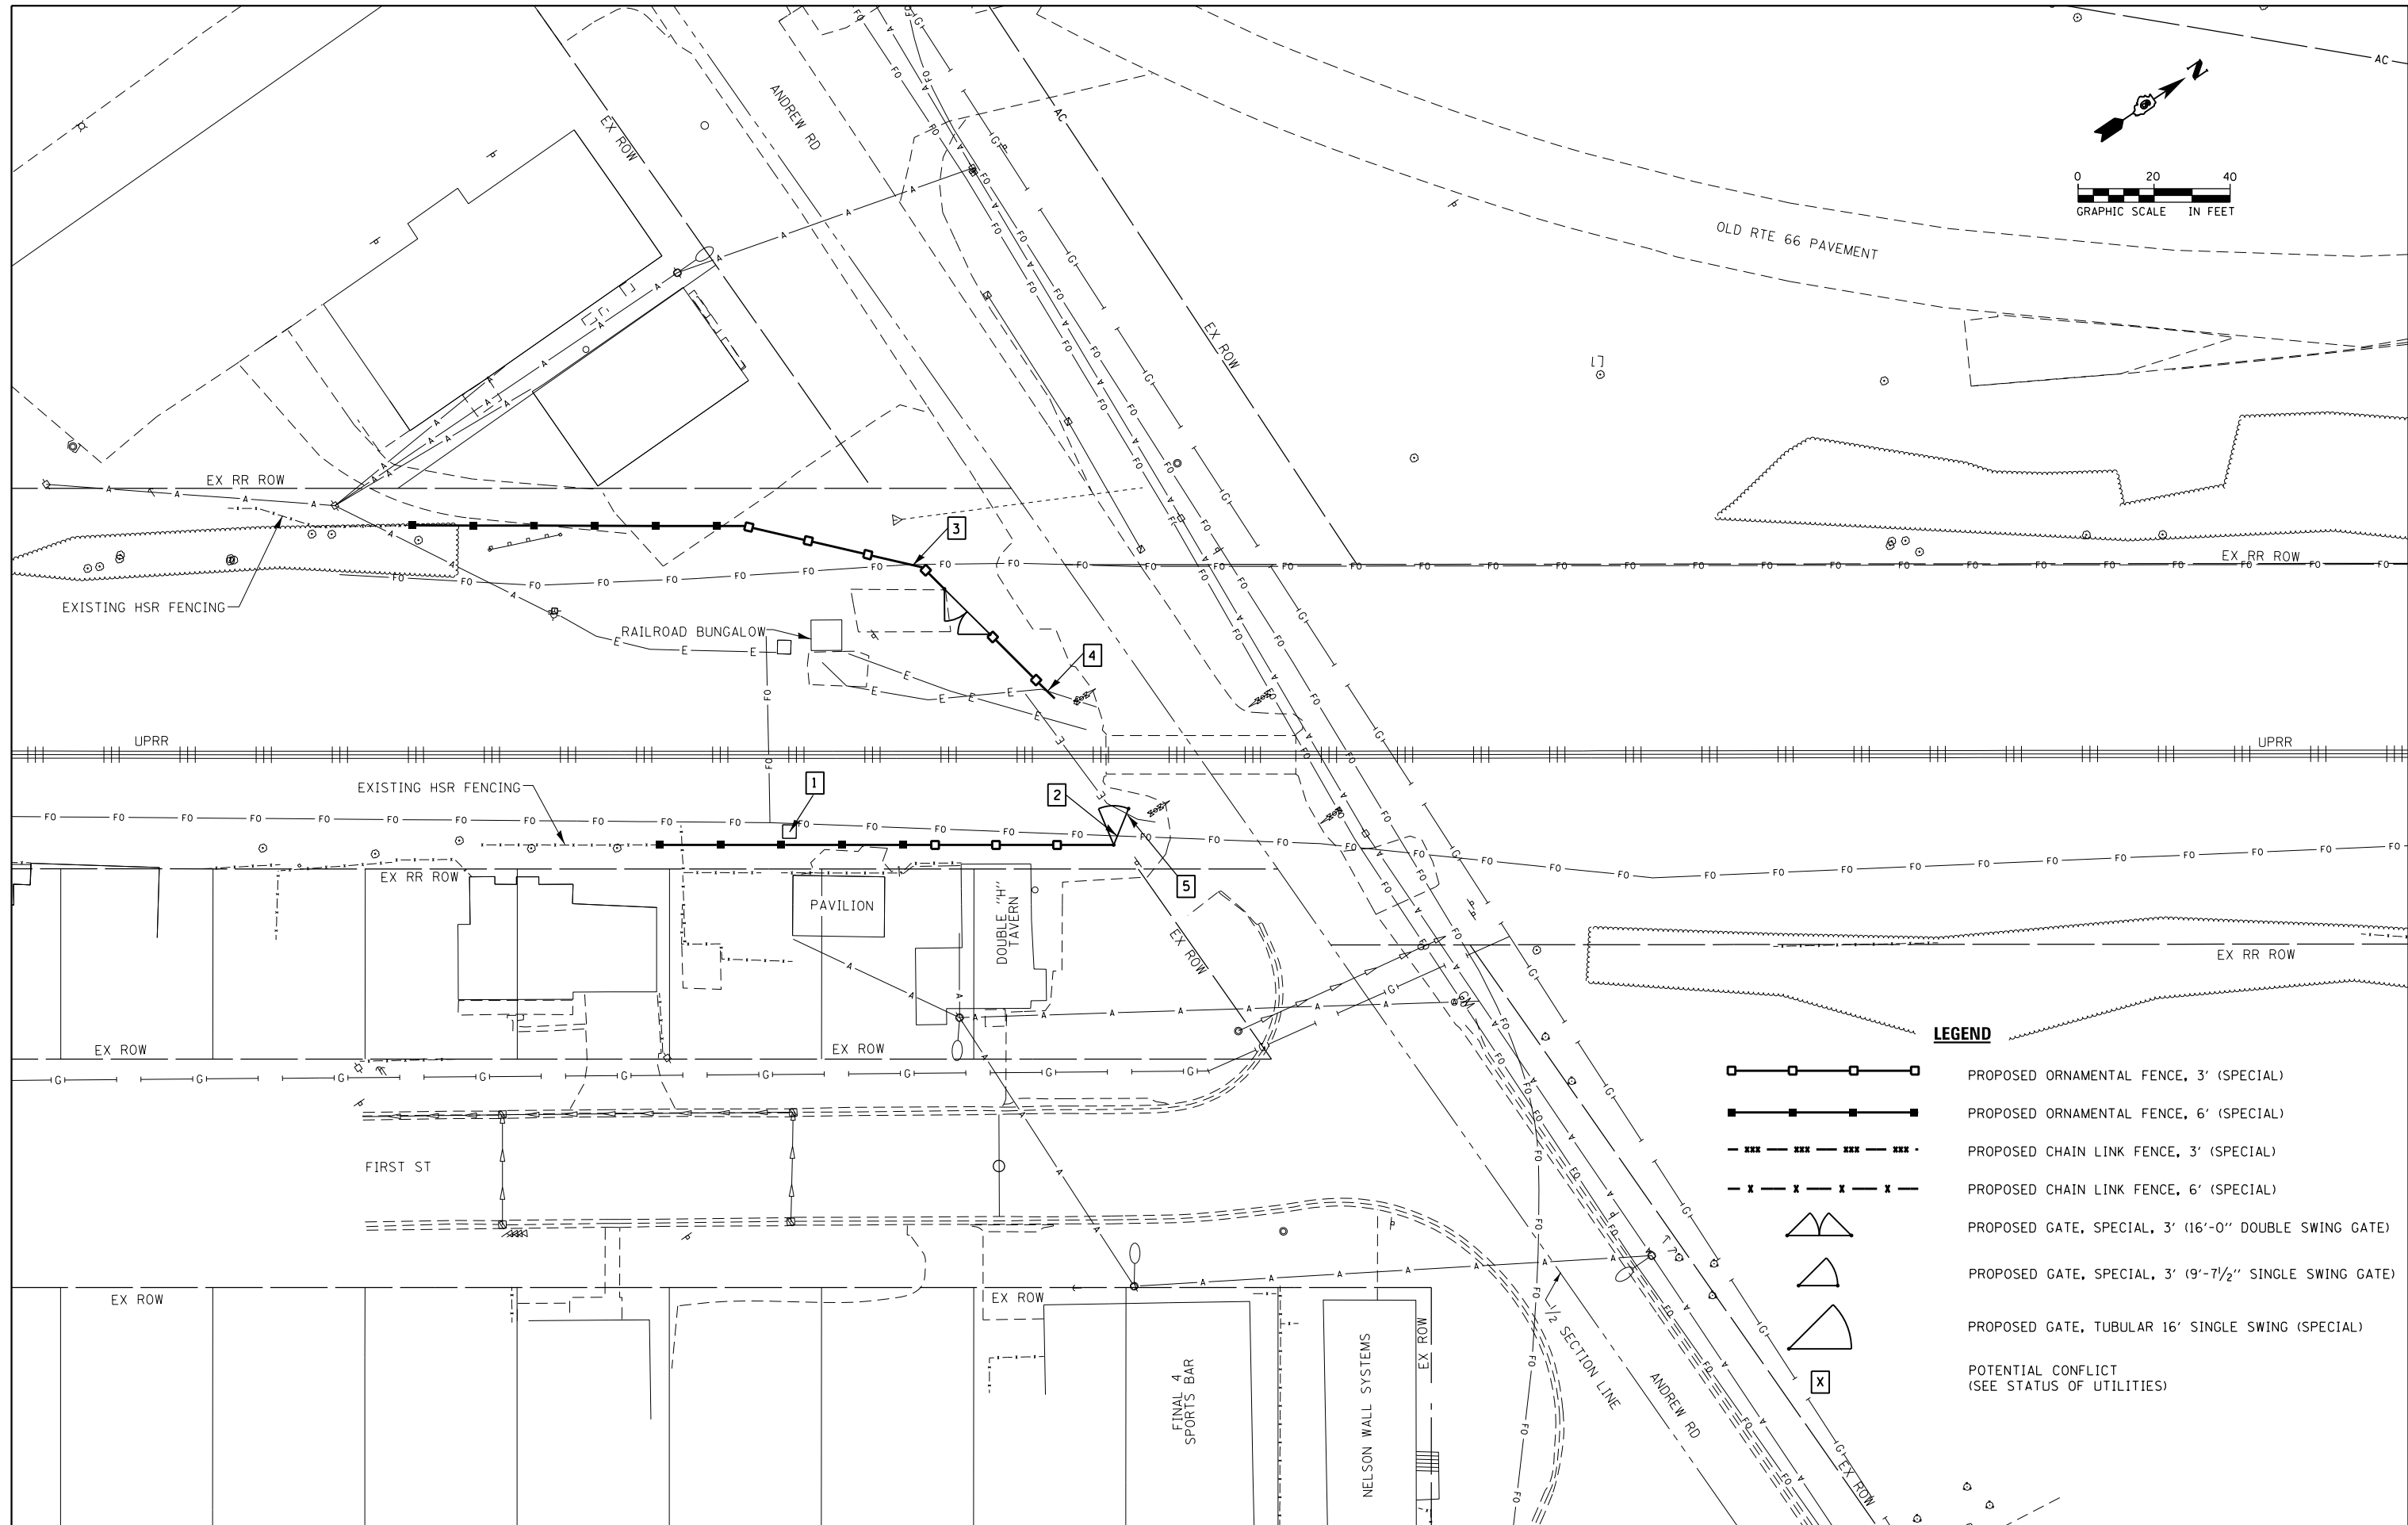 AC
N
ANDREW RD
EX ROW
AC
0 20 40
GRAPHIC SCALE IN FEET
OLD RTE 66 PAVEMENT
EX ROW
EX RR ROW
3
EX RR ROW
EXISTING HSR FENCING
RAILROAD BUNGALOW
4
UPRR
UPRR
EXISTING HSR FENCING
1
2
EX RR ROW
5
PAVILION
DOUBLE "H"
TAVERN
EX ROW
EX RR ROW
EX ROW
EX ROW
FIRST ST
EX ROW
EX ROW
FINAL 4
SPORTS BAR
NELSON WALL SYSTEMS
EX ROW
1/2 SECTION LINE
ANDREW RD
EX ROW
LEGEND
PROPOSED ORNAMENTAL FENCE, 3' (SPECIAL)
PROPOSED ORNAMENTAL FENCE, 6' (SPECIAL)
PROPOSED CHAIN LINK FENCE, 3' (SPECIAL)
PROPOSED CHAIN LINK FENCE, 6' (SPECIAL)
PROPOSED GATE, SPECIAL, 3' (16'-0" DOUBLE SWING GATE)
PROPOSED GATE, SPECIAL, 3' (9'-7 1/2" SINGLE SWING GATE)
PROPOSED GATE, TUBULAR 16' SINGLE SWING (SPECIAL)
X
POTENTIAL CONFLICT
(SEE STATUS OF UTILITIES)